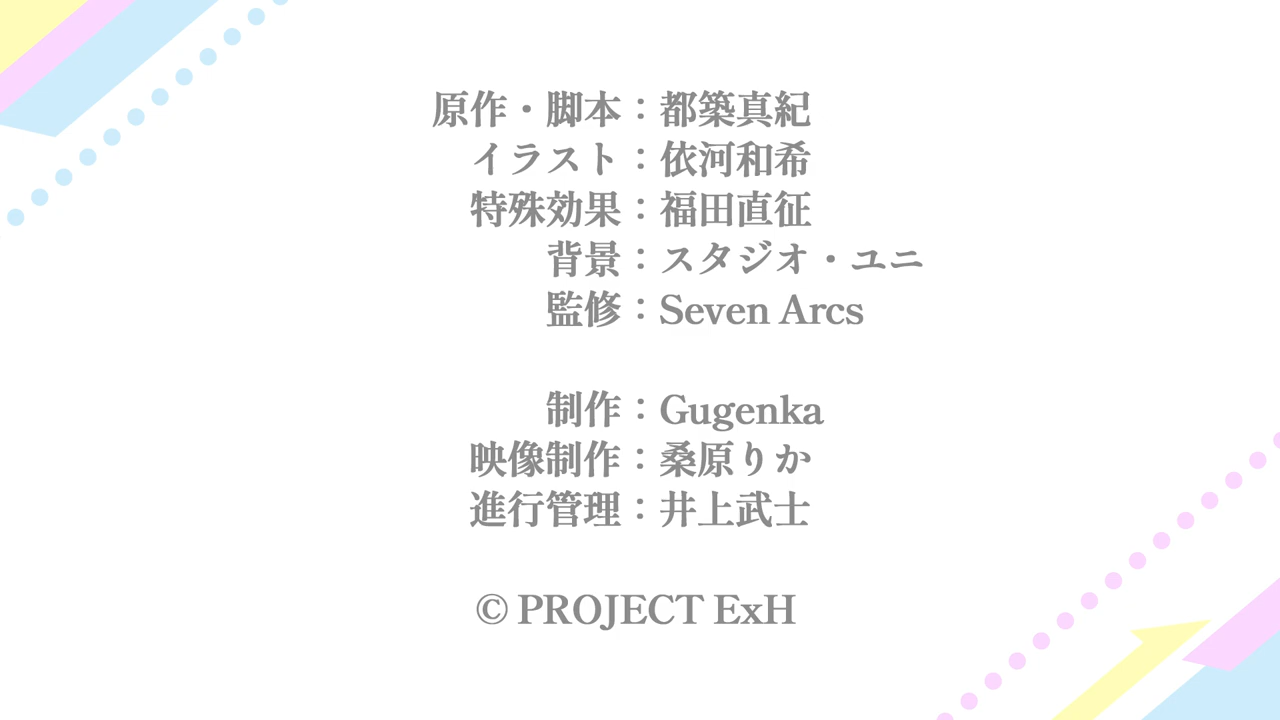 原作・脚本：都築真紀
イラスト：依河和希
特殊効果：福田直征
背景：スタジオ・ユニ
監修：Seven Arcs
制作：Gugenka
映像制作：桑原りか
進行管理：井上武士
© PROJECT ExH